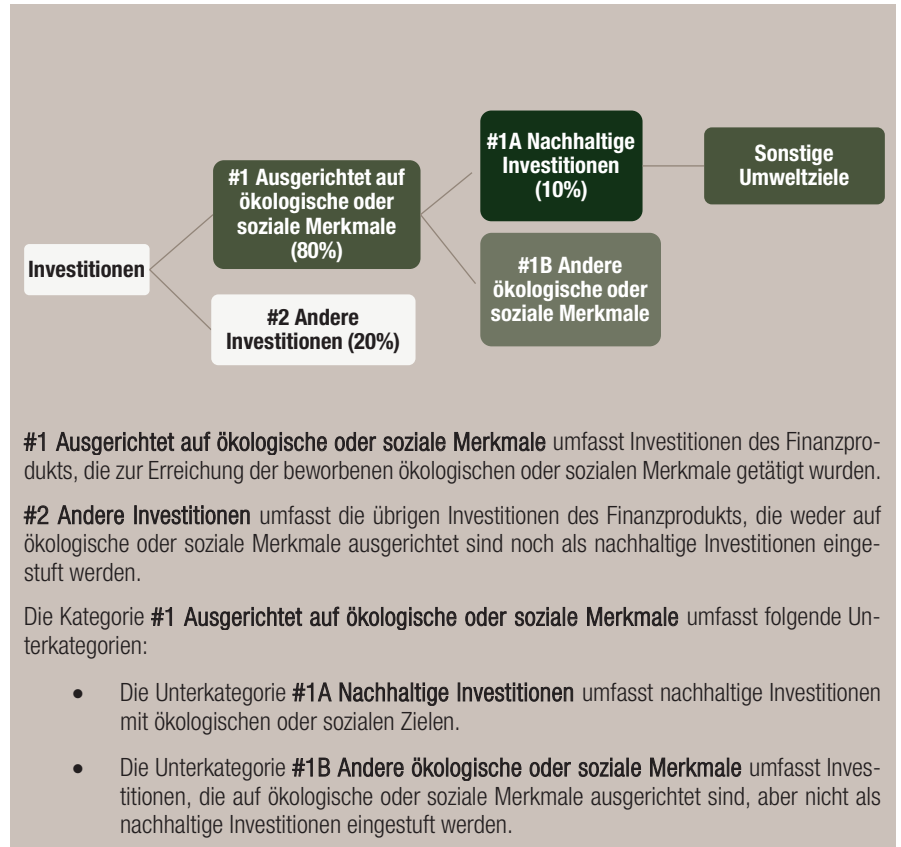 Investitionen
#1 Ausgerichtet auf
ökologische oder
soziale Merkmale
(80%)
#2 Andere
Investitionen (20%)
#1A Nachhaltige
Investitionen
(10%)
#1B Andere
ökologische oder
soziale Merkmale
Sonstige
Umweltziele
#1 Ausgerichtet auf ökologische oder soziale Merkmale umfasst Investitionen des Finanzpro-
dukts, die zur Erreichung der beworbenen ökologischen oder sozialen Merkmale getätigt wurden.
#2 Andere Investitionen umfasst die übrigen Investitionen des Finanzprodukts, die weder auf
ökologische oder soziale Merkmale ausgerichtet sind noch als nachhaltige Investitionen einge-
stuft werden.
Die Kategorie #1 Ausgerichtet auf ökologische oder soziale Merkmale umfasst folgende Un-
terkategorien:
• Die Unterkategorie #1A Nachhaltige Investitionen umfasst nachhaltige Investitionen
mit ökologischen oder sozialen Zielen.
• Die Unterkategorie #1B Andere ökologische oder soziale Merkmale umfasst Inves-
titionen, die auf ökologische oder soziale Merkmale ausgerichtet sind, aber nicht als
nachhaltige Investitionen eingestuft werden.